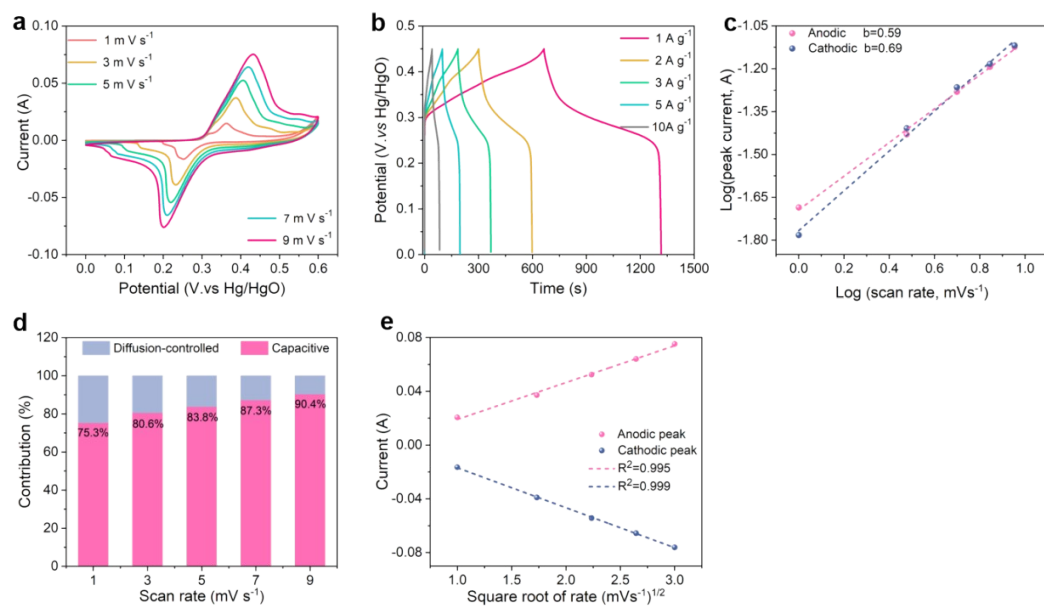 a
0.10
0.05
0.00
-0.05
-0.10
Current (A)
1 mV s⁻¹
3 mV s⁻¹
5 mV s⁻¹
7 mV s⁻¹
9 mV s⁻¹
0.0 0.1 0.2 0.3 0.4 0.5 0.6
Potential (V.vs Hg/HgO)
b
0.5
0.4
0.3
0.2
0.1
0.0
Potential (V.vs Hg/HgO)
1 A g⁻¹
2 A g⁻¹
3 A g⁻¹
5 A g⁻¹
10A g⁻¹
0 300 600 900 1200 1500
Time (s)
c
-1.05
-1.20
-1.35
-1.50
-1.65
-1.80
Log(peak current, A)
Anodic b=0.59
Cathodic b=0.69
0.0 0.2 0.4 0.6 0.8 1.0
Log (scan rate, mVs⁻¹)
d
120
100
80
60
40
20
0
Contribution (%)
Diffusion-controlled
Capacitive
75.3%
80.6%
83.8%
87.3%
90.4%
1 3 5 7 9
Scan rate (mV s⁻¹)
e
0.08
0.04
0.00
-0.04
-0.08
Current (A)
Anodic peak
Cathodic peak
R²=0.995
R²=0.999
1.0 1.5 2.0 2.5 3.0
Square root of rate (mVs⁻¹)¹/²